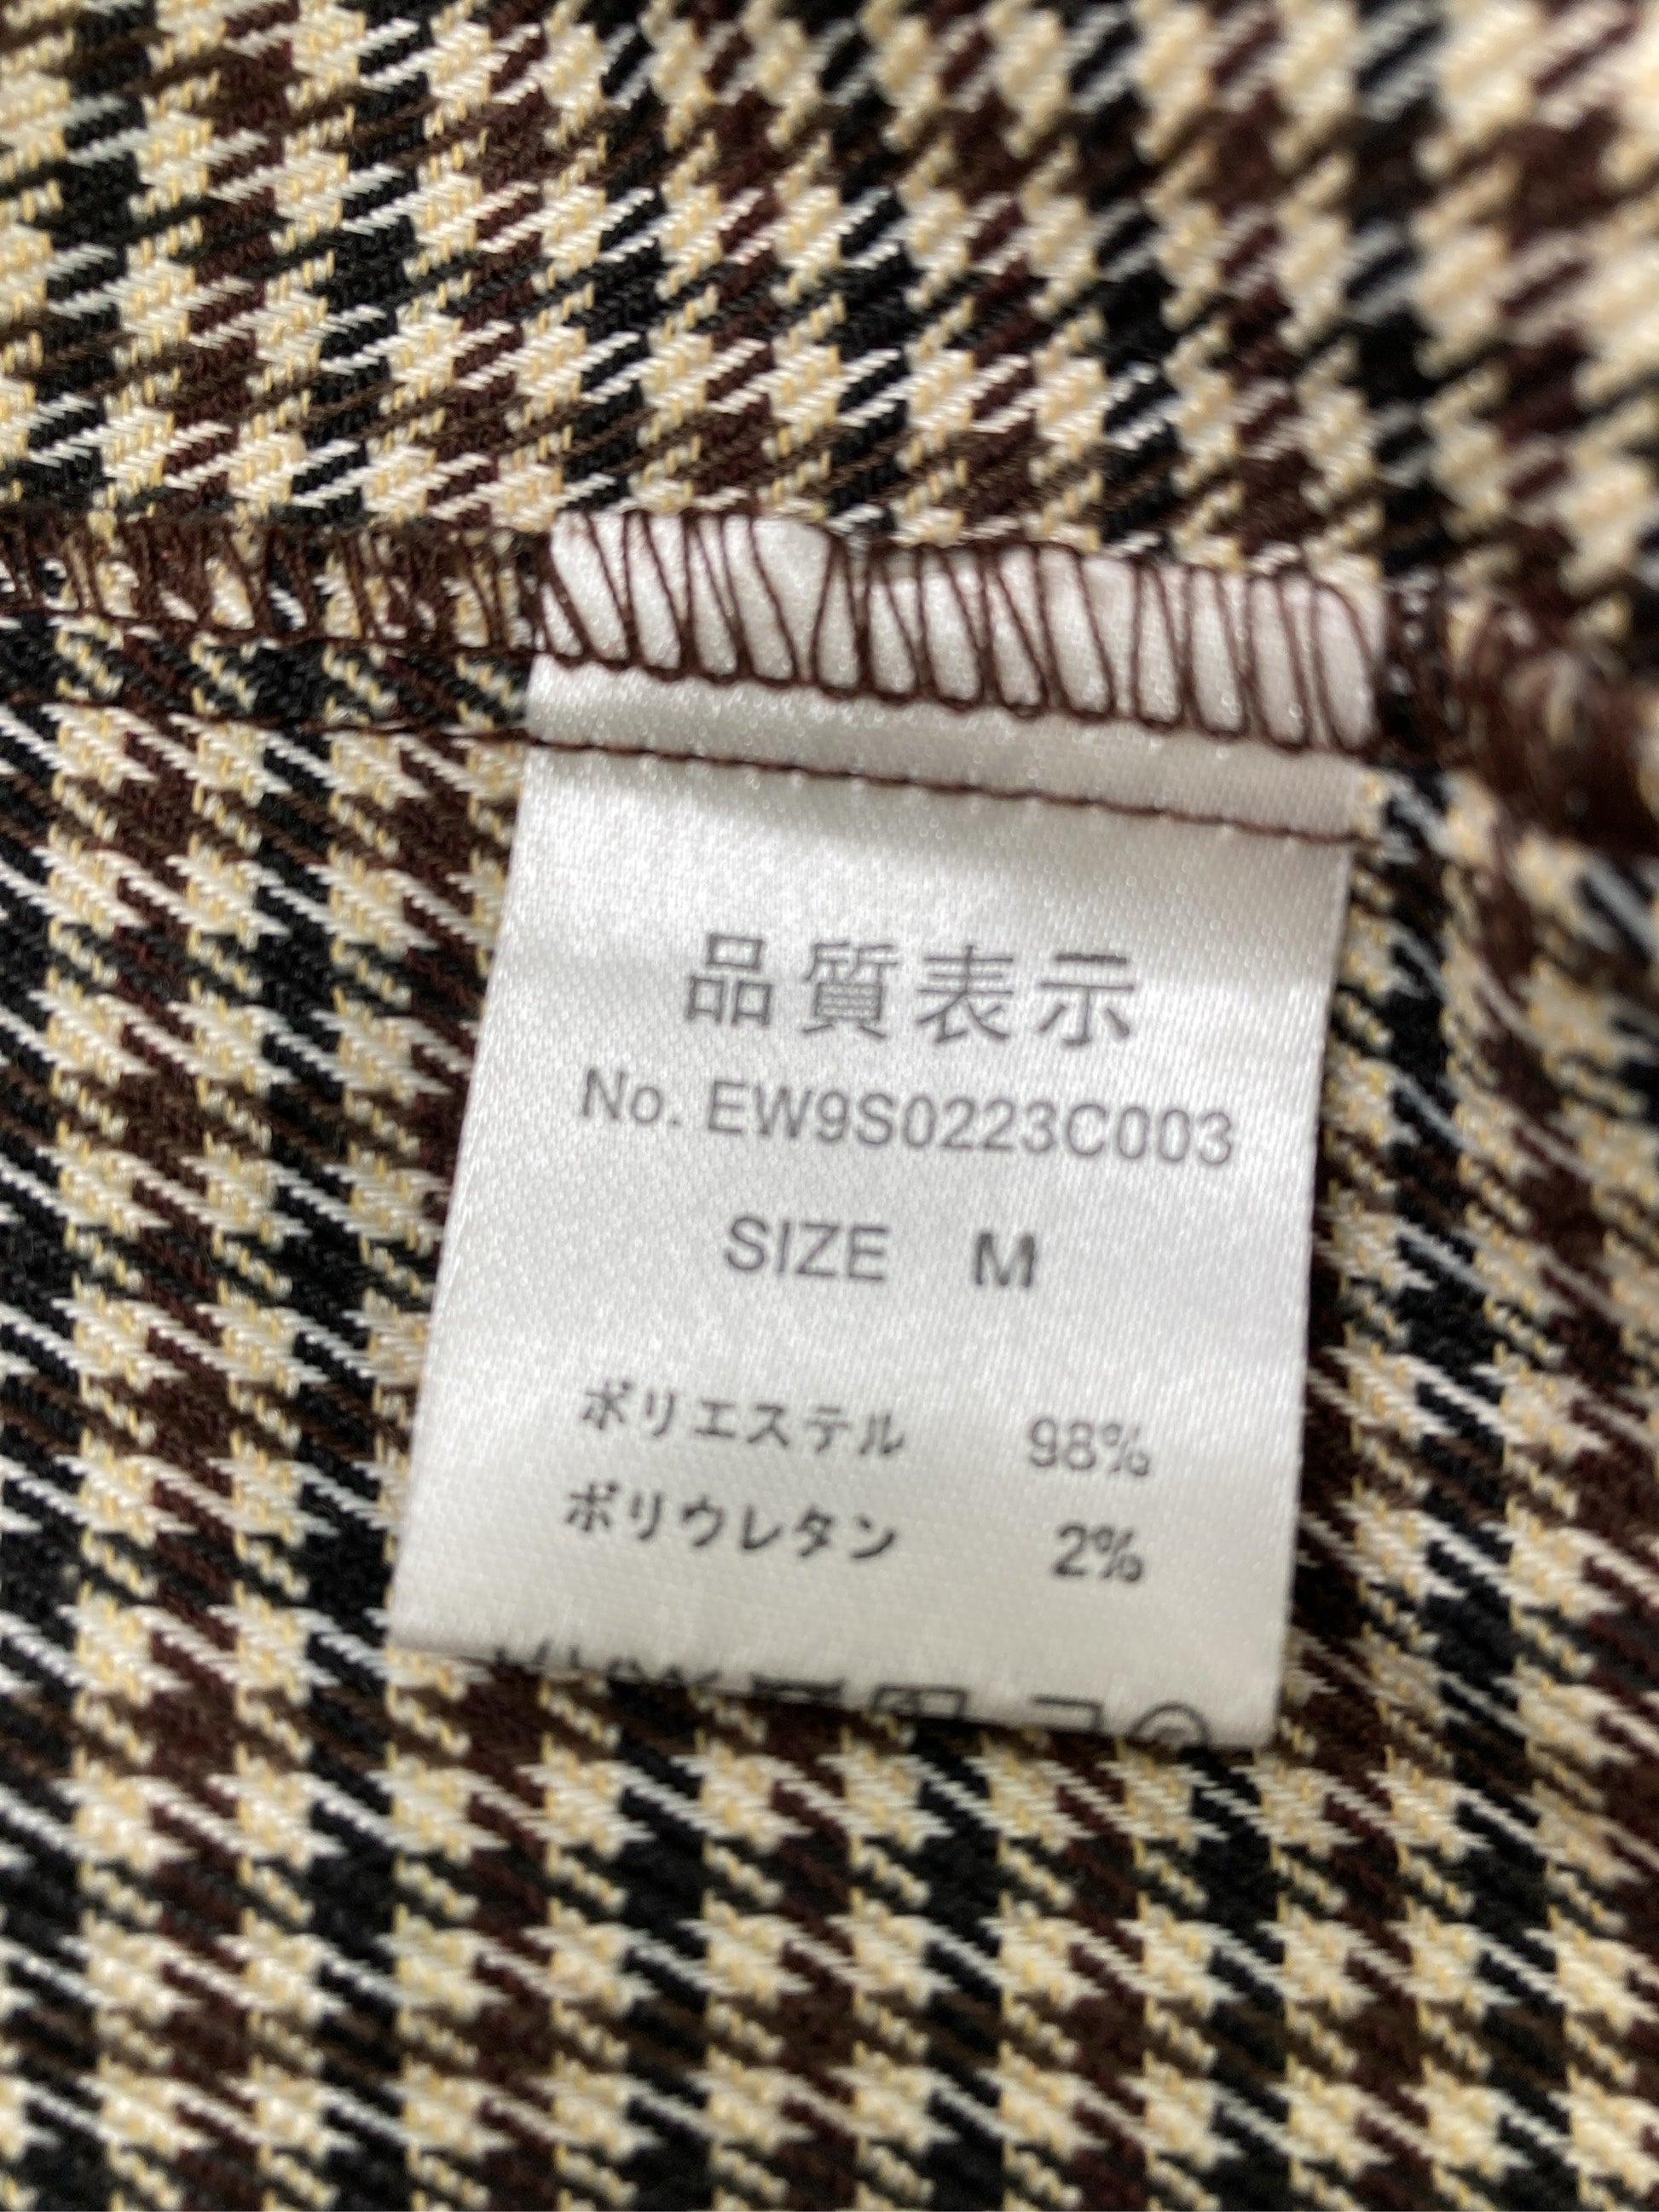 品質表示
No. EW9S0223C003
SIZE M
ポリエステル 98%
ポリウレタン 2%